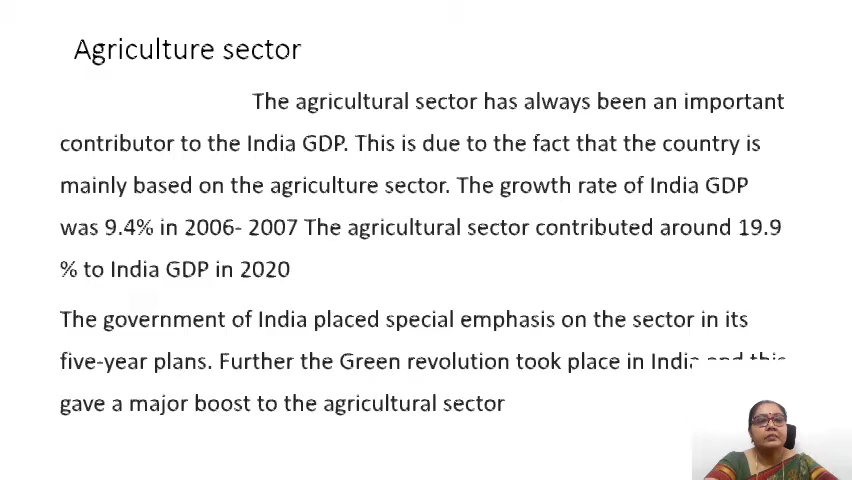 Agriculture sector
The agricultural sector has always been an important
contributor to the India GDP. This is due to the fact that the country is
mainly based on the agriculture sector. The growth rate of India GDP
was 9.4% in 2006- 2007 The agricultural sector contributed around 19.9
% to India GDP in 2020
The government of India placed special emphasis on the sector in its
five-year plans. Further the Green revolution took place in India and this
gave a major boost to the agricultural sector